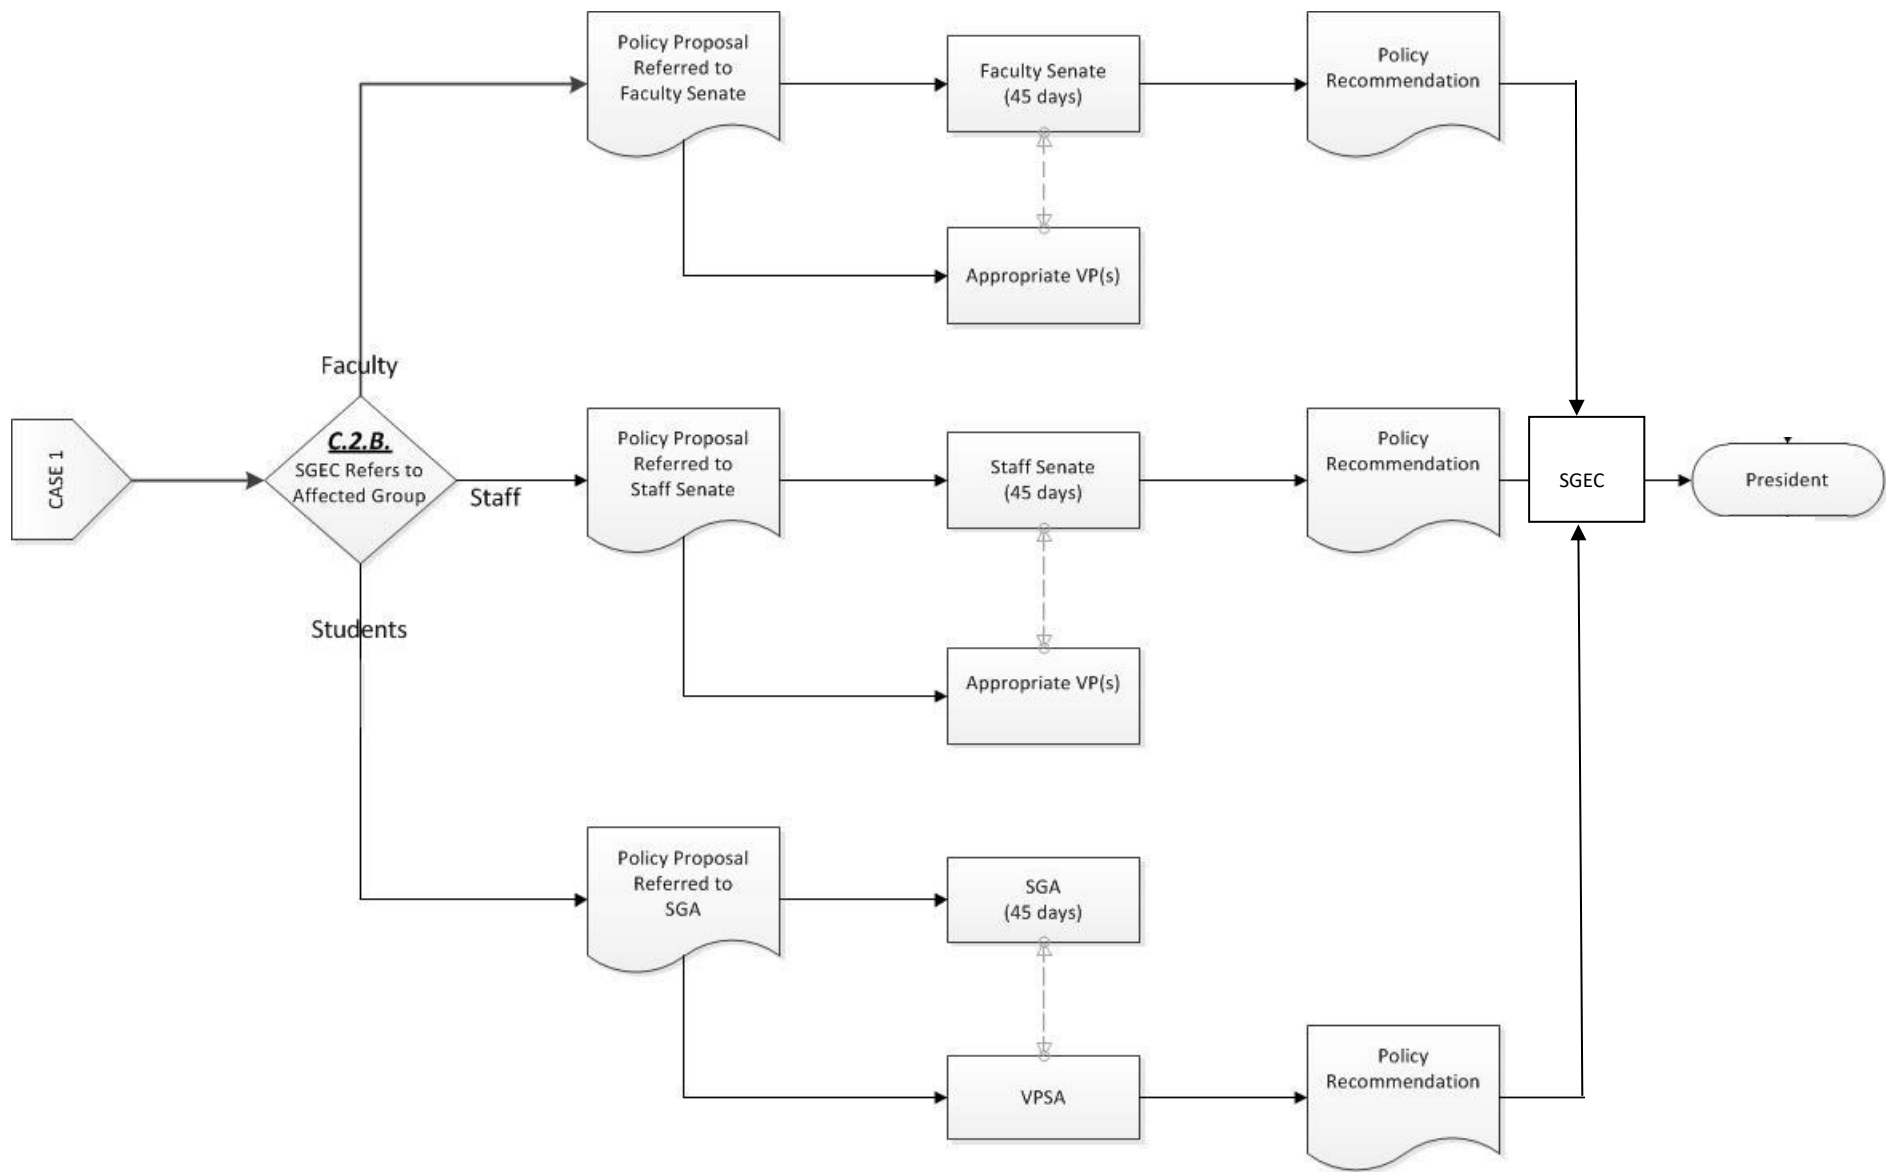 Policy Proposal
Referred to
Faculty Senate
Faculty Senate
(45 days)
Policy
Recommendation
Appropriate VP(s)
Faculty
CASE 1
C.2.B.
SGEC Refers to
Affected Group
Staff
Policy Proposal
Referred to
Staff Senate
Staff Senate
(45 days)
Policy
Recommendation
SGEC
President
Students
Appropriate VP(s)
Policy Proposal
Referred to
SGA
SGA
(45 days)
VPSA
Policy
Recommendation